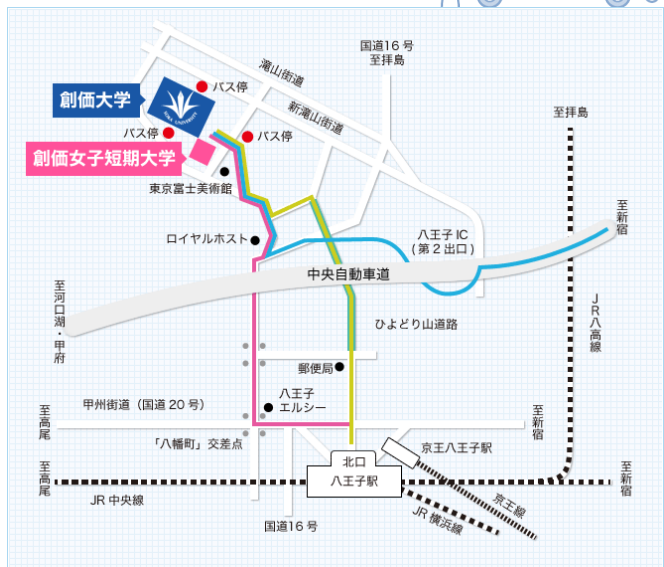 国道16号
至拝島
滝山街道
バス停
創価大学
SOKA UNIVERSITY
新滝山街道
至拝島
バス停
バス停
創価女子短期大学
東京富士美術館
至新宿
八王子IC
(第2出口)
ロイヤルホスト
中央自動車道
至河口湖・甲府
JR八高線
ひよどり山道路
郵便局
八王子
エルシー
甲州街道（国道20号）
至高尾
至新宿
「八幡町」交差点
京王八王子駅
北口
八王子駅
至高尾
至新宿
JR中央線
京王線
JR横浜線
国道16号